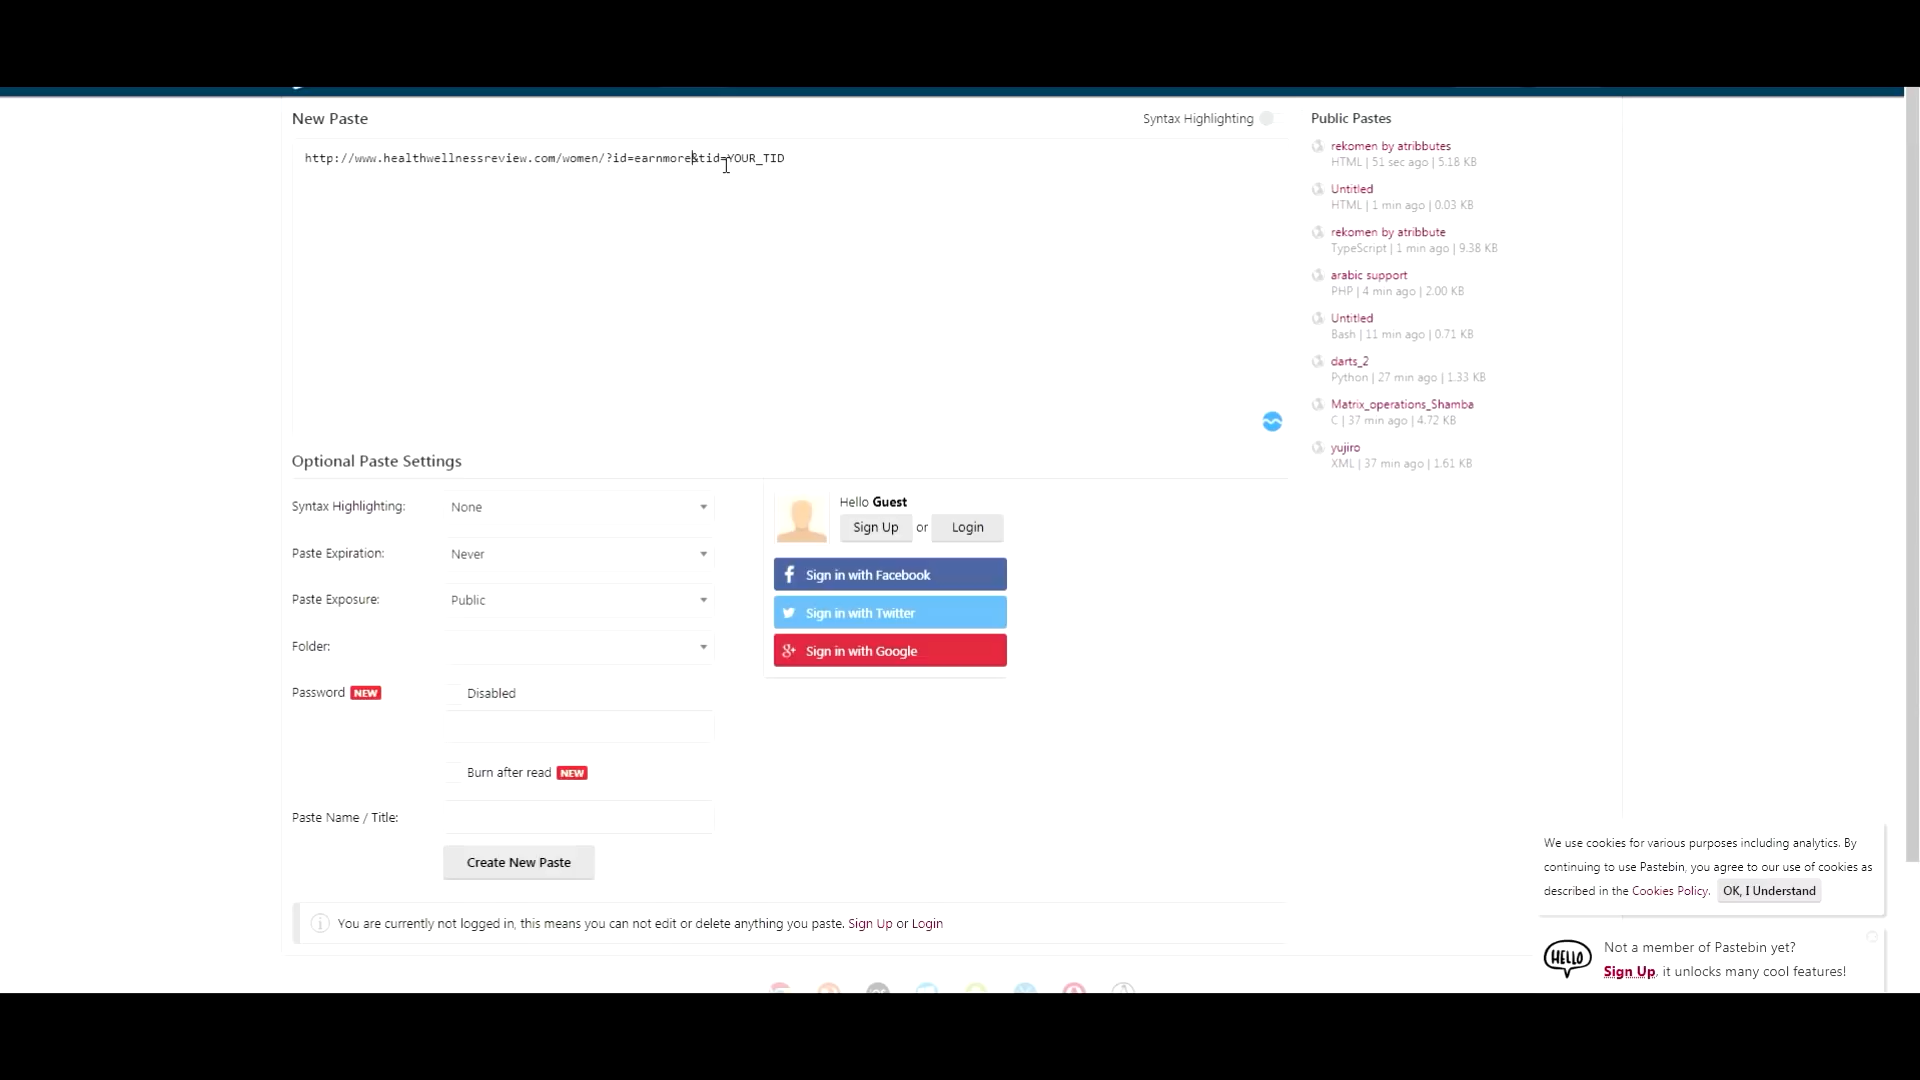 New Paste
Syntax Highlighting
http://www.healthwellnessreview.com/women/?id=earnmore&tid=YOUR_TID
Optional Paste Settings
Syntax Highlighting:
None
Paste Expiration:
Never
Paste Exposure:
Public
Folder:
Password NEW
Disabled
Burn after read NEW
Paste Name / Title:
Create New Paste
Hello Guest
Sign Up or Login
Sign in with Facebook
Sign in with Twitter
Sign in with Google
You are currently not logged in, this means you can not edit or delete anything you paste. Sign Up or Login
Public Pastes
rekomen by atribbutes
HTML | 51 sec ago | 5.18 KB
Untitled
HTML | 1 min ago | 0.03 KB
rekomen by atribbute
TypeScript | 1 min ago | 9.38 KB
arabic support
PHP | 4 min ago | 2.00 KB
Untitled
Bash | 11 min ago | 0.71 KB
darts_2
Python | 27 min ago | 1.33 KB
Matrix_operations_Shamba
C | 37 min ago | 4.72 KB
yujiro
XML | 37 min ago | 1.61 KB
We use cookies for various purposes including analytics. By
continuing to use Pastebin, you agree to our use of cookies as
described in the Cookies Policy. OK, I Understand
HELLO
Not a member of Pastebin yet?
Sign Up, it unlocks many cool features!